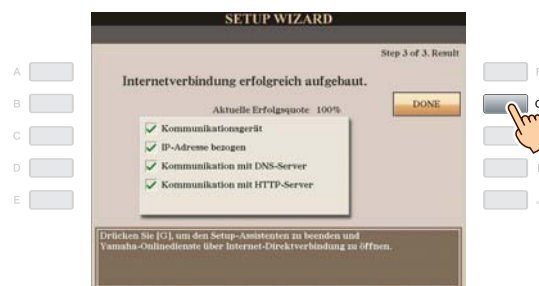 SETUP WIZARD
Step 3 of 3. Result
Internetverbindung erfolgreich aufgebaut.
Aktuelle Erfolgsquote 100%
DONE
Kommunikationsgerät
IP-Adresse bezogen
Kommunikation mit DNS-Server
Kommunikation mit HTTP-Server
Drücken Sie [G], um den Setup-Assistenten zu beenden und
Yamaha-Onlinedienste über Internet-Direktverbindung zu öffnen.
A
B
C
D
E